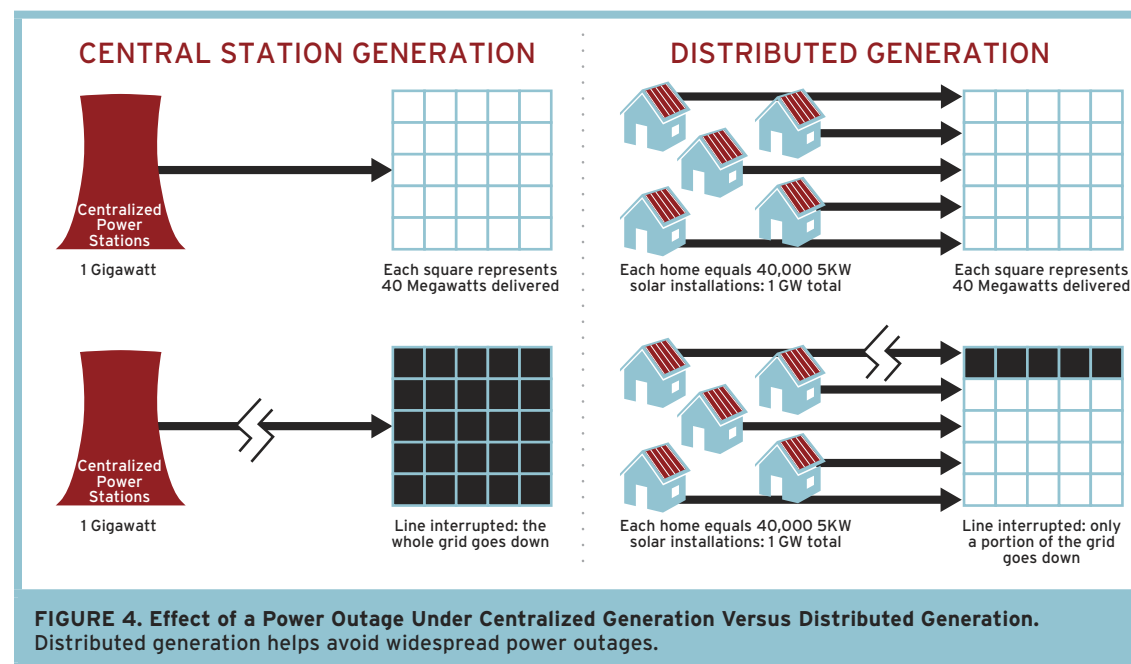 CENTRAL STATION GENERATION
Centralized
Power
Stations
1 Gigawatt
Each square represents
40 Megawatts delivered
Centralized
Power
Stations
1 Gigawatt
Line interrupted: the
whole grid goes down
DISTRIBUTED GENERATION
Each home equals 40,000 5KW
solar installations: 1 GW total
Each square represents
40 Megawatts delivered
Each home equals 40,000 5KW
solar installations: 1 GW total
Line interrupted: only
a portion of the grid
goes down
FIGURE 4. Effect of a Power Outage Under Centralized Generation Versus Distributed Generation.
Distributed generation helps avoid widespread power outages.